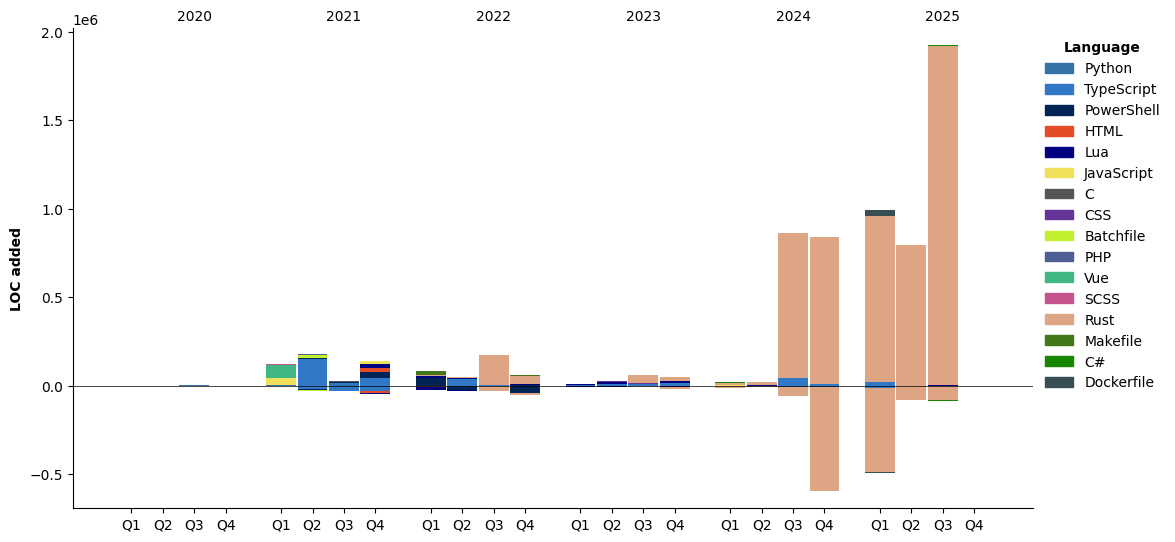 2020 2021 2022 2023 2024 2025
1e6
2.0
1.5
1.0
0.5
0.0
−0.5
LOC added
Q1 Q2 Q3 Q4 Q1 Q2 Q3 Q4 Q1 Q2 Q3 Q4 Q1 Q2 Q3 Q4 Q1 Q2 Q3 Q4 Q1 Q2 Q3 Q4
Language
Python
TypeScript
PowerShell
HTML
Lua
JavaScript
C
CSS
Batchfile
PHP
Vue
SCSS
Rust
Makefile
C#
Dockerfile